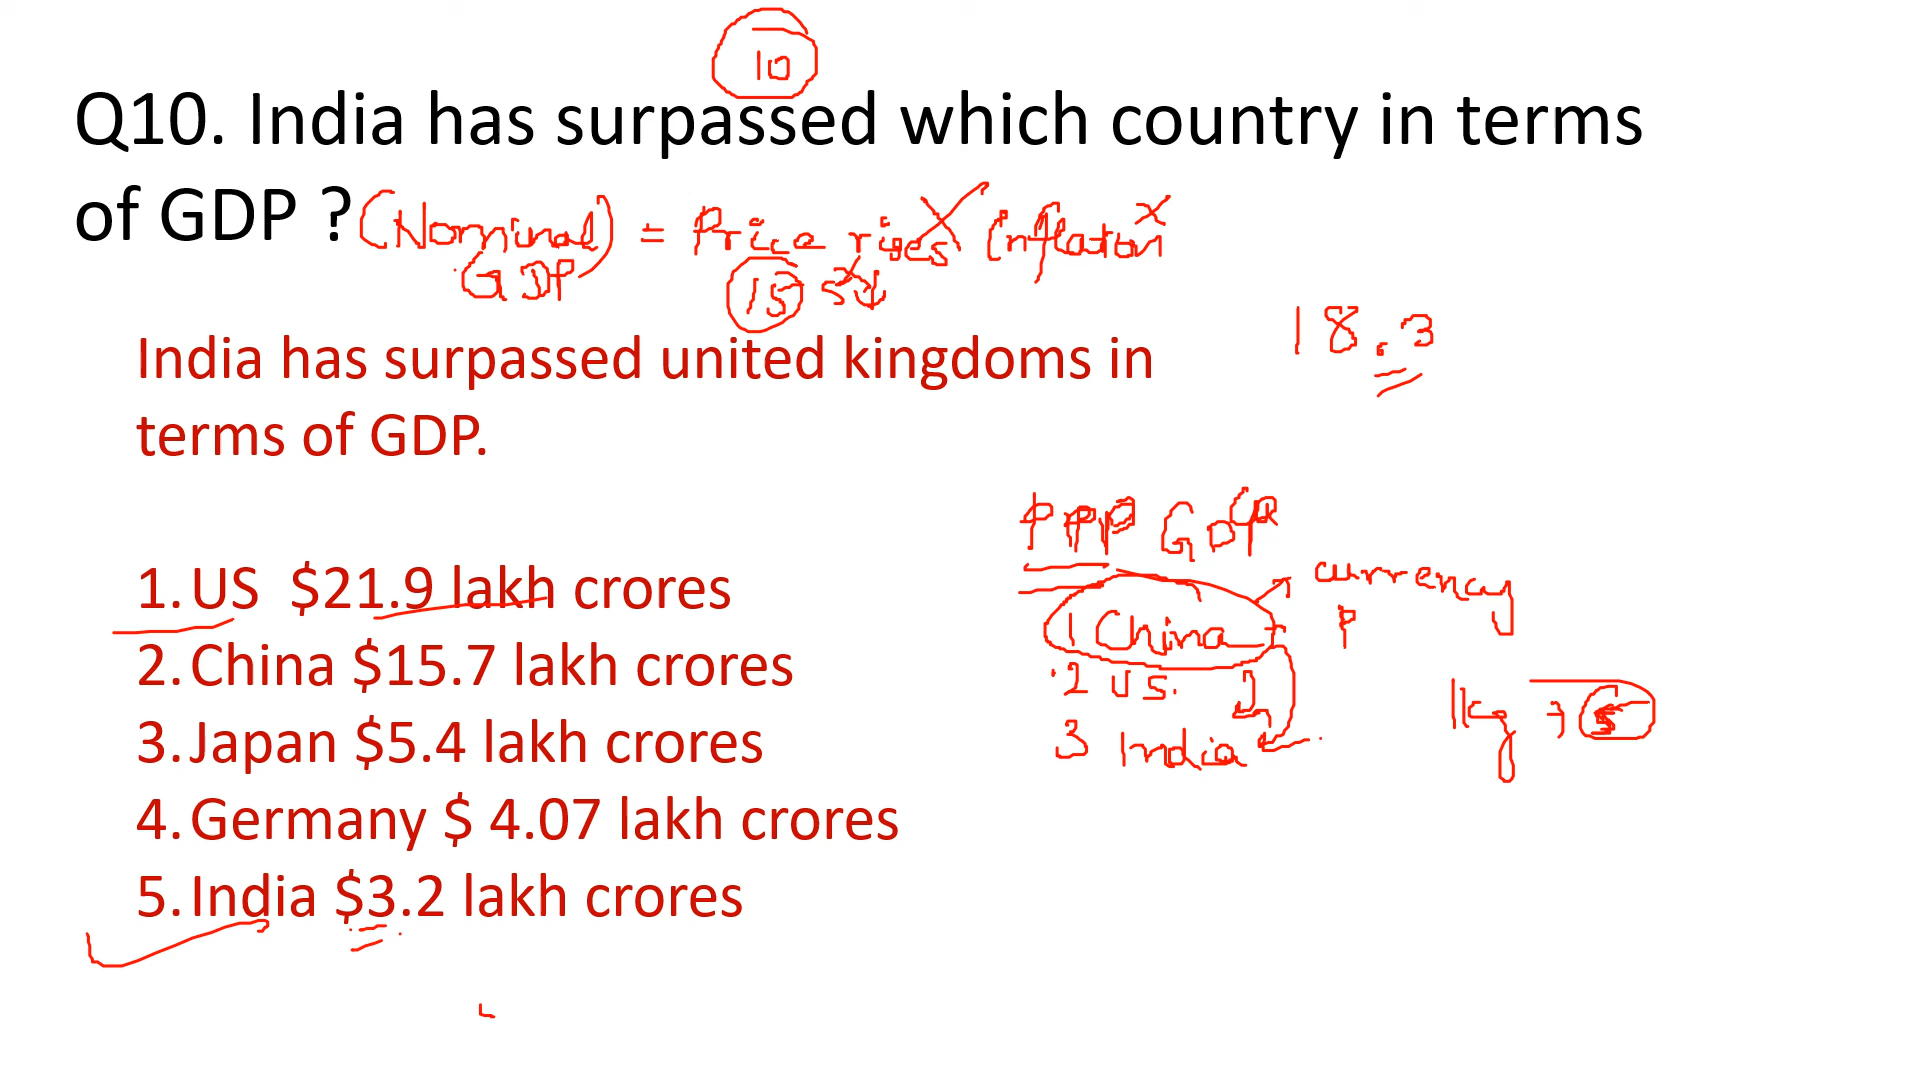 10
Q10. India has surpassed which country in terms
of GDP ? (Nominal) = Price rises (inflation
GDP
15
18.3
India has surpassed united kingdoms in
terms of GDP.
PPP GDP
1. US $21.9 lakh crores
currency
1 China
P
2. China $15.7 lakh crores
2 US.
3. Japan $5.4 lakh crores
3 India
4. Germany $ 4.07 lakh crores
5. India $3.2 lakh crores